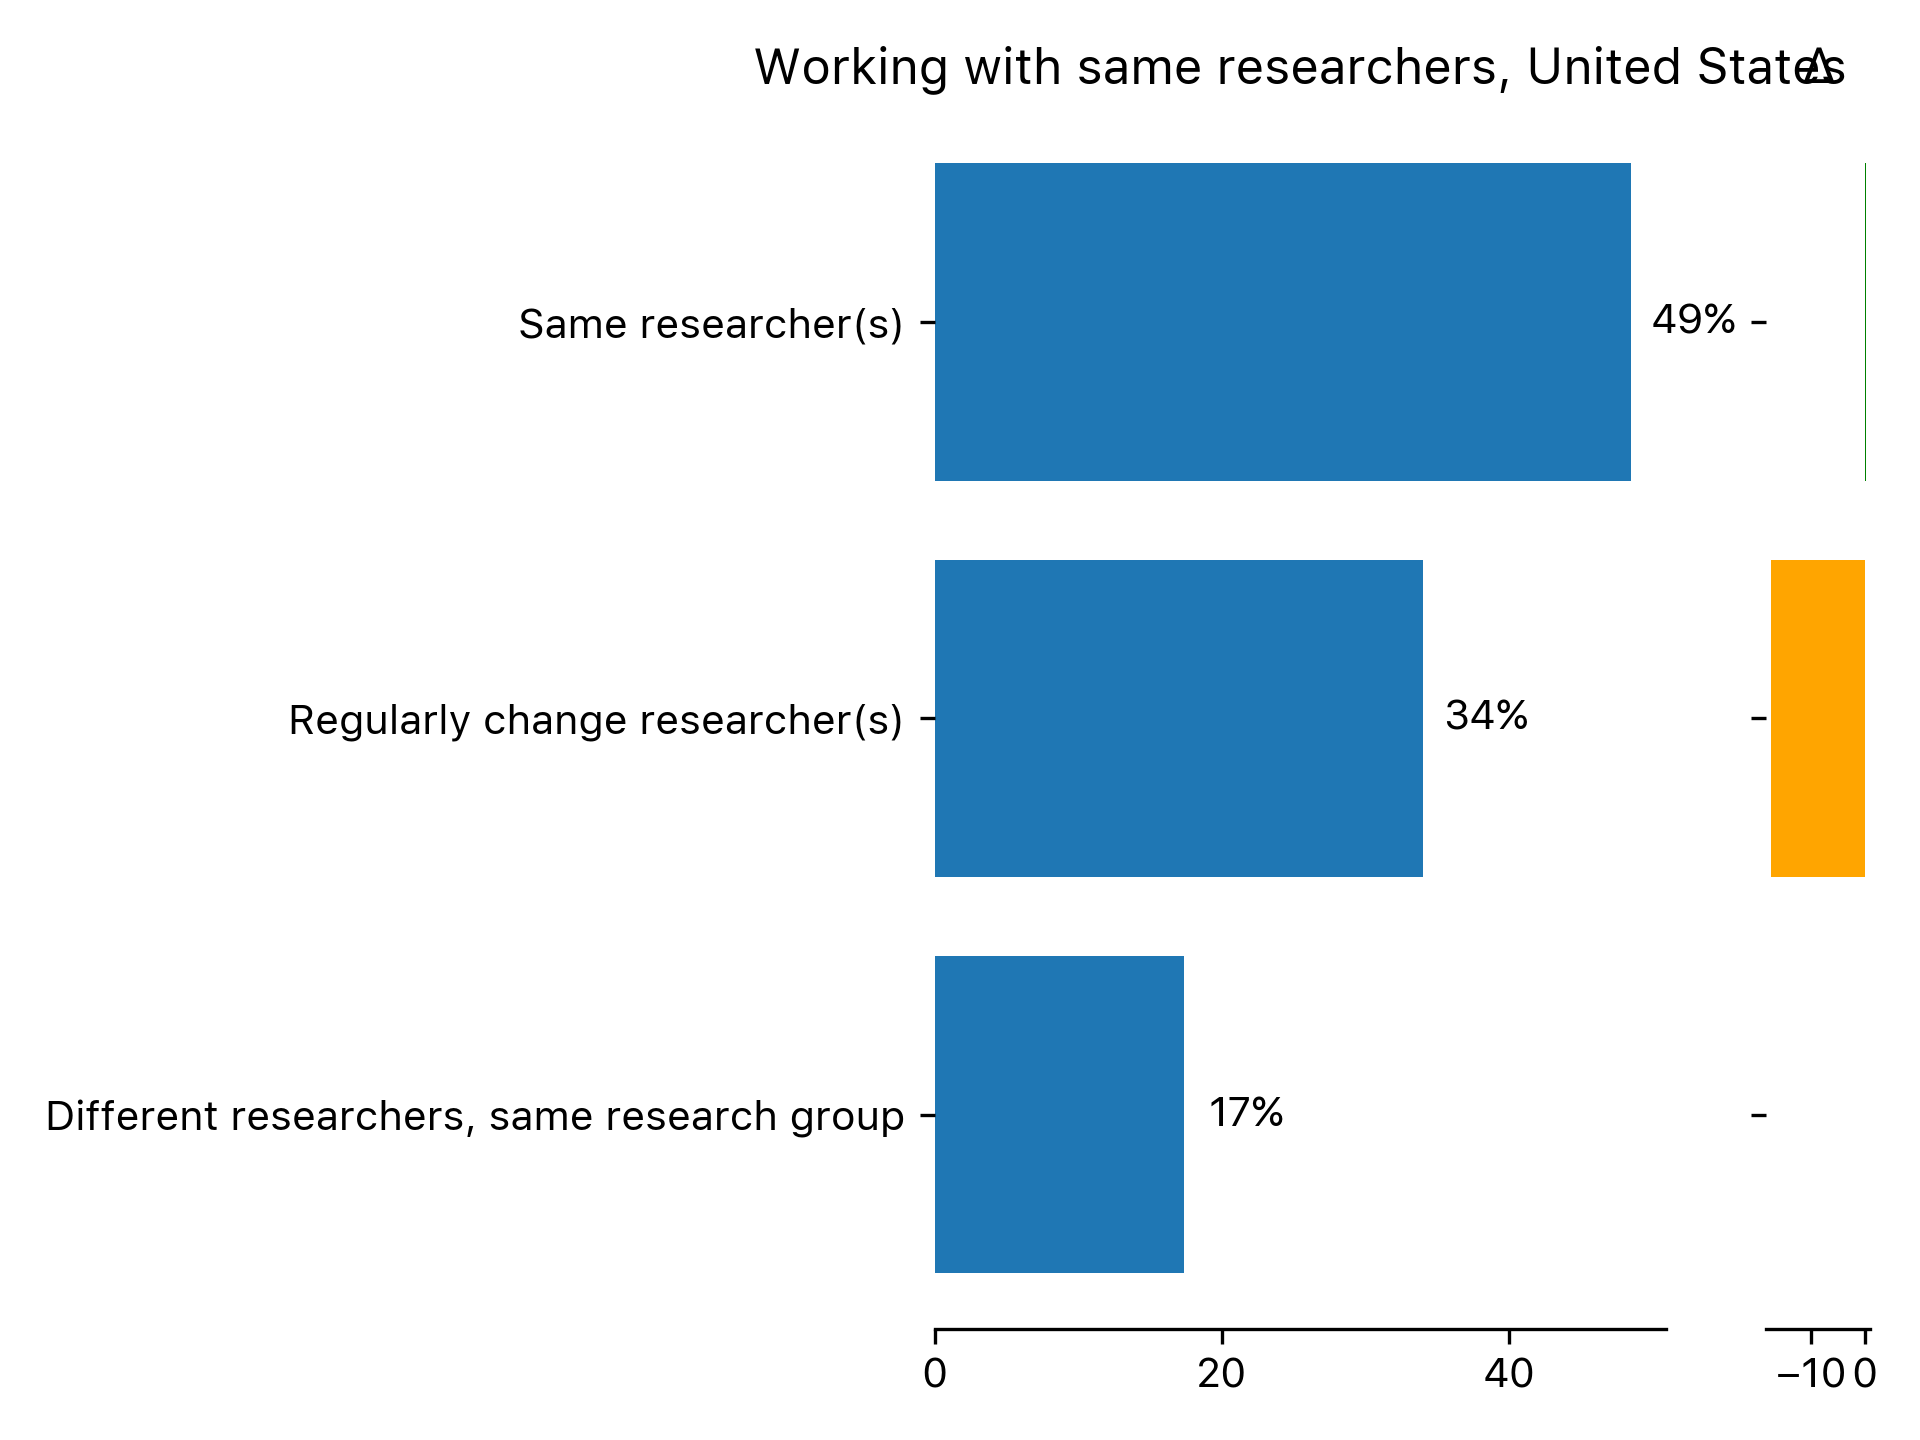 Working with same researchers, United States
Δ
Same researcher(s)
49%
Regularly change researcher(s)
34%
Different researchers, same research group
17%
0 20 40
−10 0